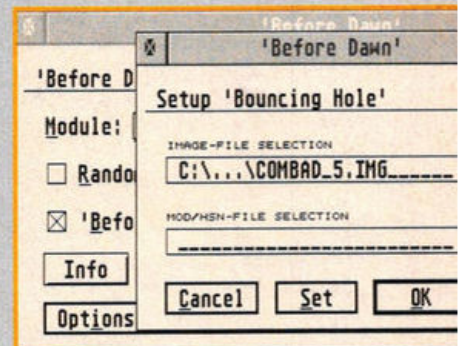 'Before Dawn'
'Before Dawn'
'Before D
Setup 'Bouncing Hole'
Module:
IMAGE-FILE SELECTION
Rando
C:\...\COMBAD_5.IMG______
'Befo
MOD/HSN-FILE SELECTION
Info
Cancel
Set
OK
Options